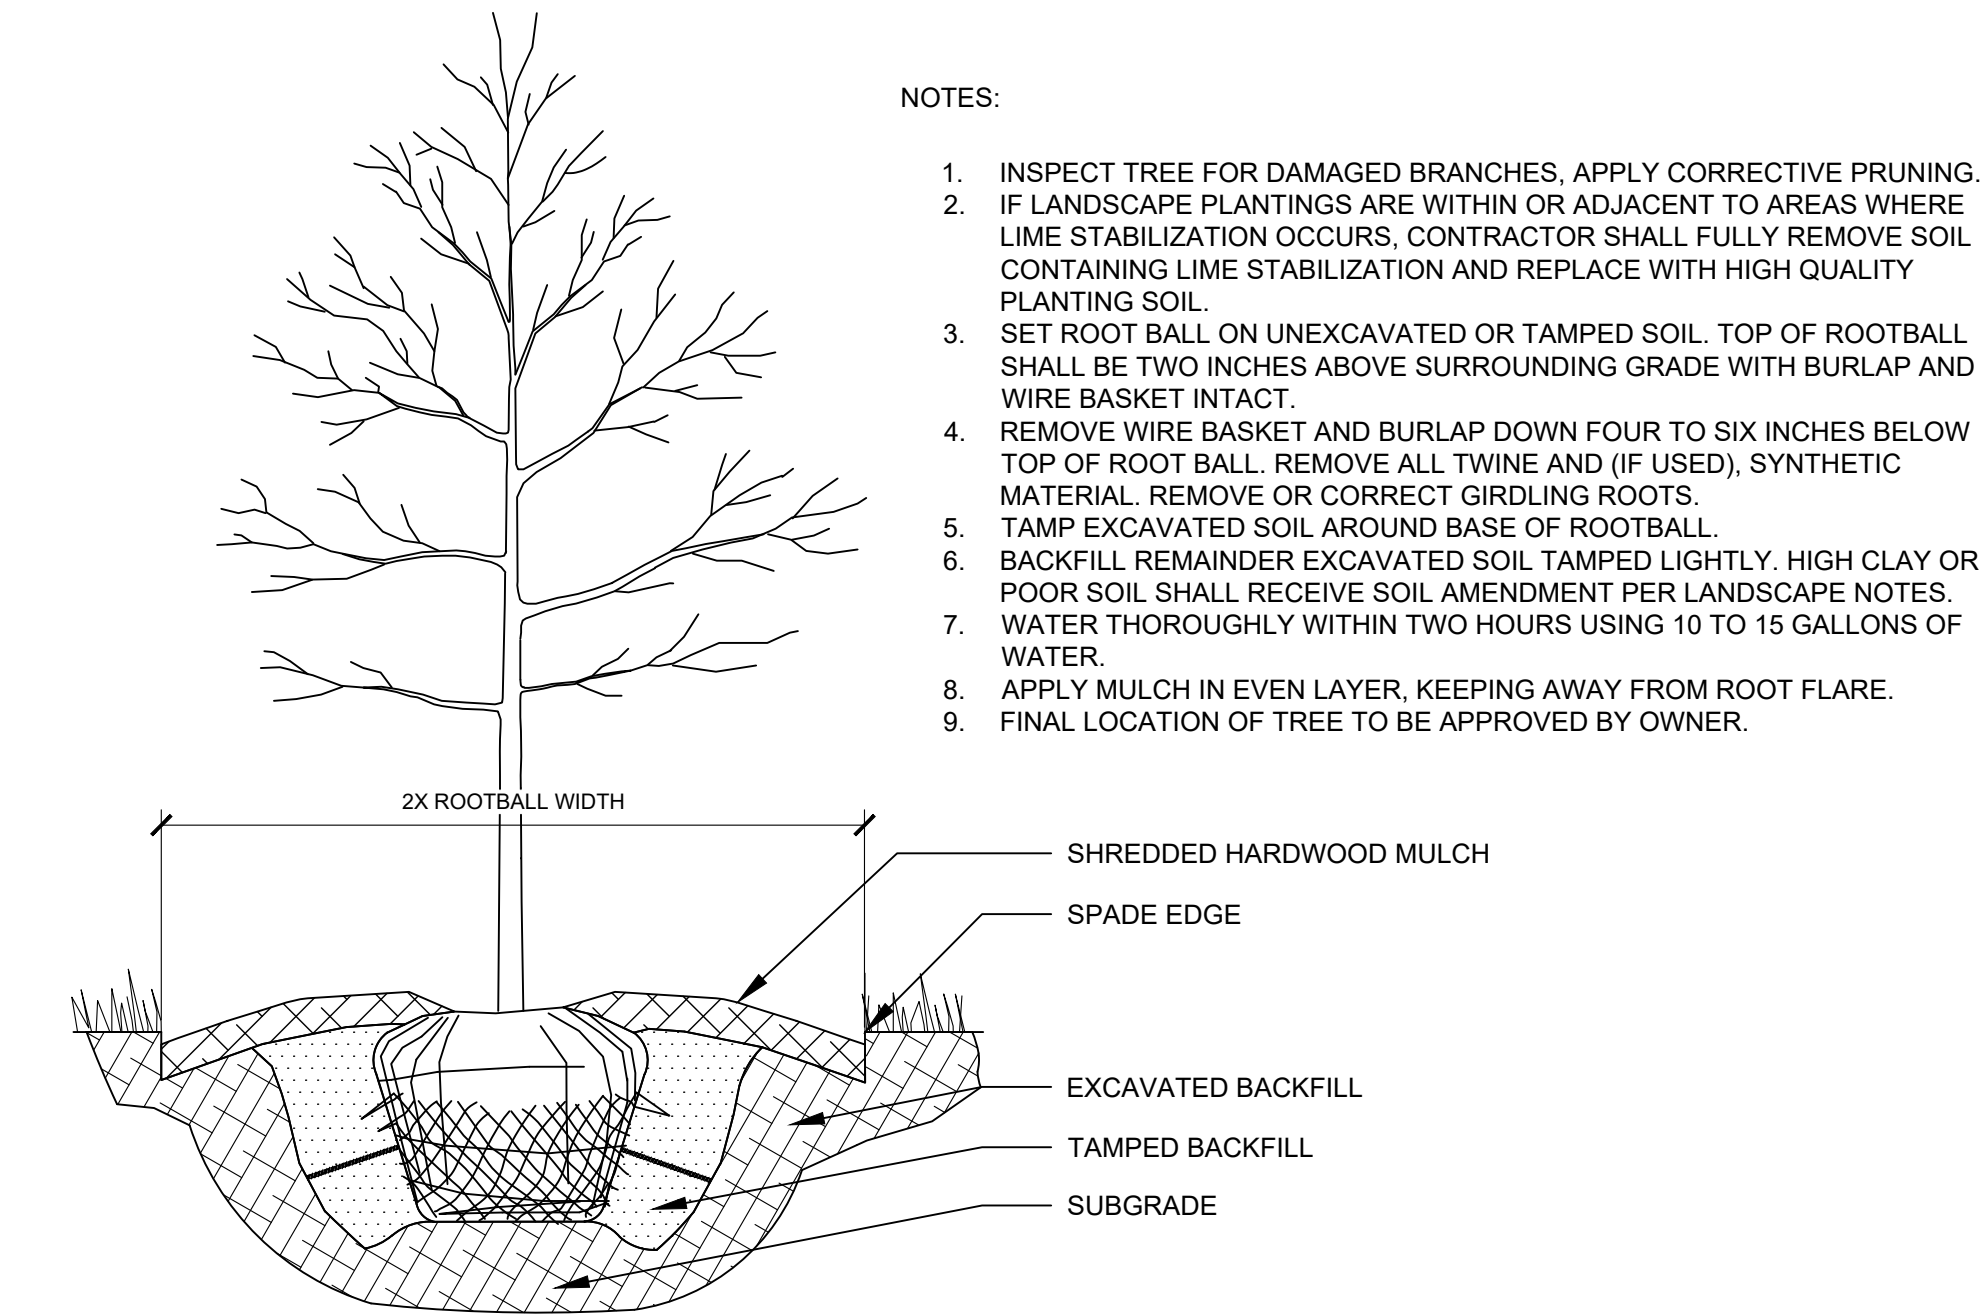 NOTES:
1. INSPECT TREE FOR DAMAGED BRANCHES, APPLY CORRECTIVE PRUNING.
2. IF LANDSCAPE PLANTINGS ARE WITHIN OR ADJACENT TO AREAS WHERE
LIME STABILIZATION OCCURS, CONTRACTOR SHALL FULLY REMOVE SOIL
CONTAINING LIME STABILIZATION AND REPLACE WITH HIGH QUALITY
PLANTING SOIL.
3. SET ROOT BALL ON UNEXCAVATED OR TAMPED SOIL. TOP OF ROOTBALL
SHALL BE TWO INCHES ABOVE SURROUNDING GRADE WITH BURLAP AND
WIRE BASKET INTACT.
4. REMOVE WIRE BASKET AND BURLAP DOWN FOUR TO SIX INCHES BELOW
TOP OF ROOT BALL. REMOVE ALL TWINE AND (IF USED), SYNTHETIC
MATERIAL. REMOVE OR CORRECT GIRDLING ROOTS.
5. TAMP EXCAVATED SOIL AROUND BASE OF ROOTBALL.
6. BACKFILL REMAINDER EXCAVATED SOIL TAMPED LIGHTLY. HIGH CLAY OR
POOR SOIL SHALL RECEIVE SOIL AMENDMENT PER LANDSCAPE NOTES.
7. WATER THOROUGHLY WITHIN TWO HOURS USING 10 TO 15 GALLONS OF
WATER.
8. APPLY MULCH IN EVEN LAYER, KEEPING AWAY FROM ROOT FLARE.
9. FINAL LOCATION OF TREE TO BE APPROVED BY OWNER.
2X ROOTBALL WIDTH
SHREDDED HARDWOOD MULCH
SPADE EDGE
EXCAVATED BACKFILL
TAMPED BACKFILL
SUBGRADE